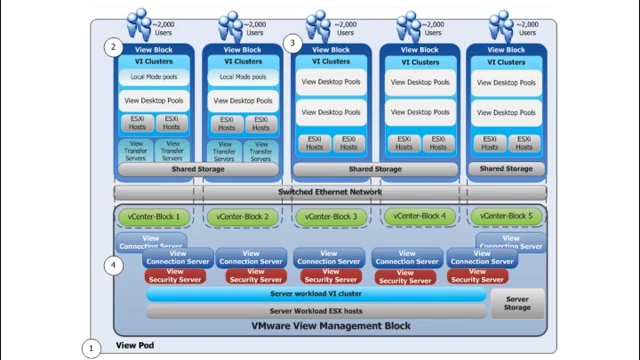 ~2,000 Users
~2,000 Users
~2,000 Users
~2,000 Users
~2,000 Users
2
View Block
VI Clusters
Local Mode pools
View Desktop Pools
ESXi Hosts
ESXi Hosts
View Transfer Servers
View Transfer Servers
View Block
VI Clusters
Local Mode pools
View Desktop Pools
ESXi Hosts
ESXi Hosts
View Transfer Servers
View Transfer Servers
Shared Storage
3
View Block
VI Clusters
View Desktop Pools
View Desktop Pools
ESXi Hosts
ESXi Hosts
View Block
VI Clusters
View Desktop Pools
View Desktop Pools
ESXi Hosts
ESXi Hosts
Shared Storage
View Block
VI Clusters
View Desktop Pools
View Desktop Pools
ESXi Hosts
ESXi Hosts
Shared Storage
Switched Ethernet Network
vCenter-Block 1
vCenter-Block 2
vCenter-Block 3
vCenter-Block 4
vCenter-Block 5
4
View Connection Server
View Connection Server
View Connection Server
View Connection Server
View Connection Server
View Connection Server
View Connection Server
View Security Server
View Security Server
View Security Server
View Security Server
View Security Server
Server workload VI cluster
Server Workload ESX hosts
Server Storage
VMware View Management Block
1
View Pod